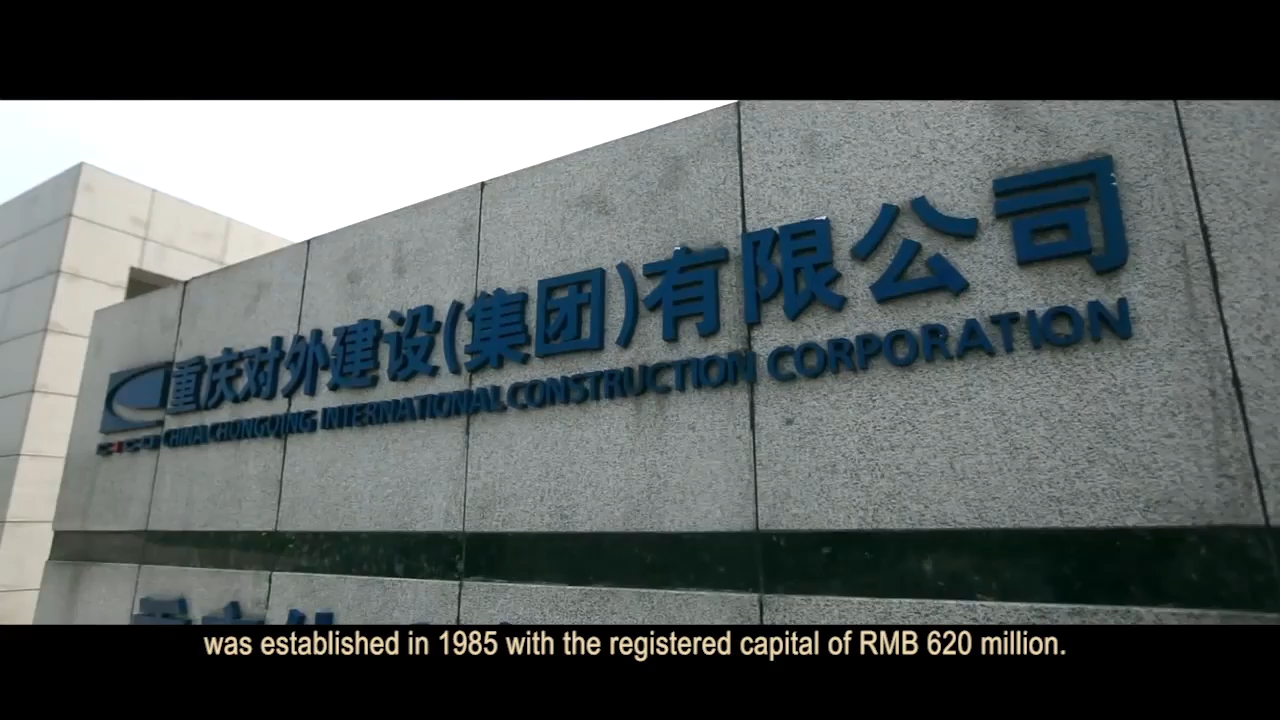 重庆对外建设(集团)有限公司
CHINA CHONGQING INTERNATIONAL CONSTRUCTION CORPORATION
was established in 1985 with the registered capital of RMB 620 million.